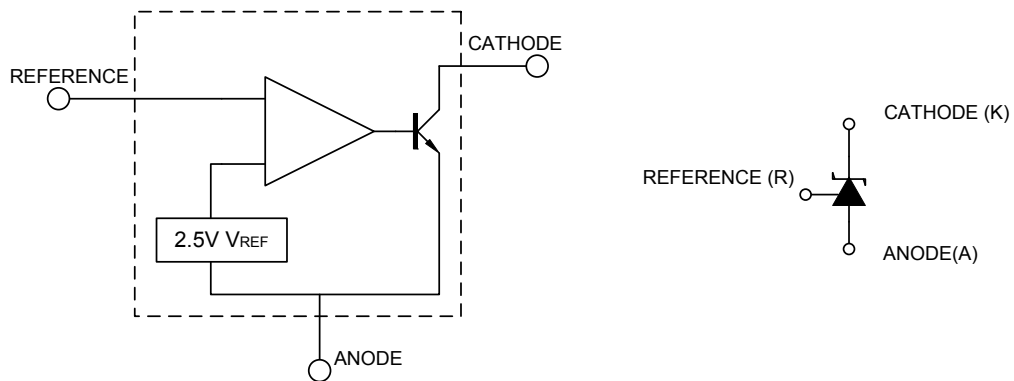 CATHODE
REFERENCE
2.5V VREF
ANODE
CATHODE (K)
REFERENCE (R)
ANODE(A)